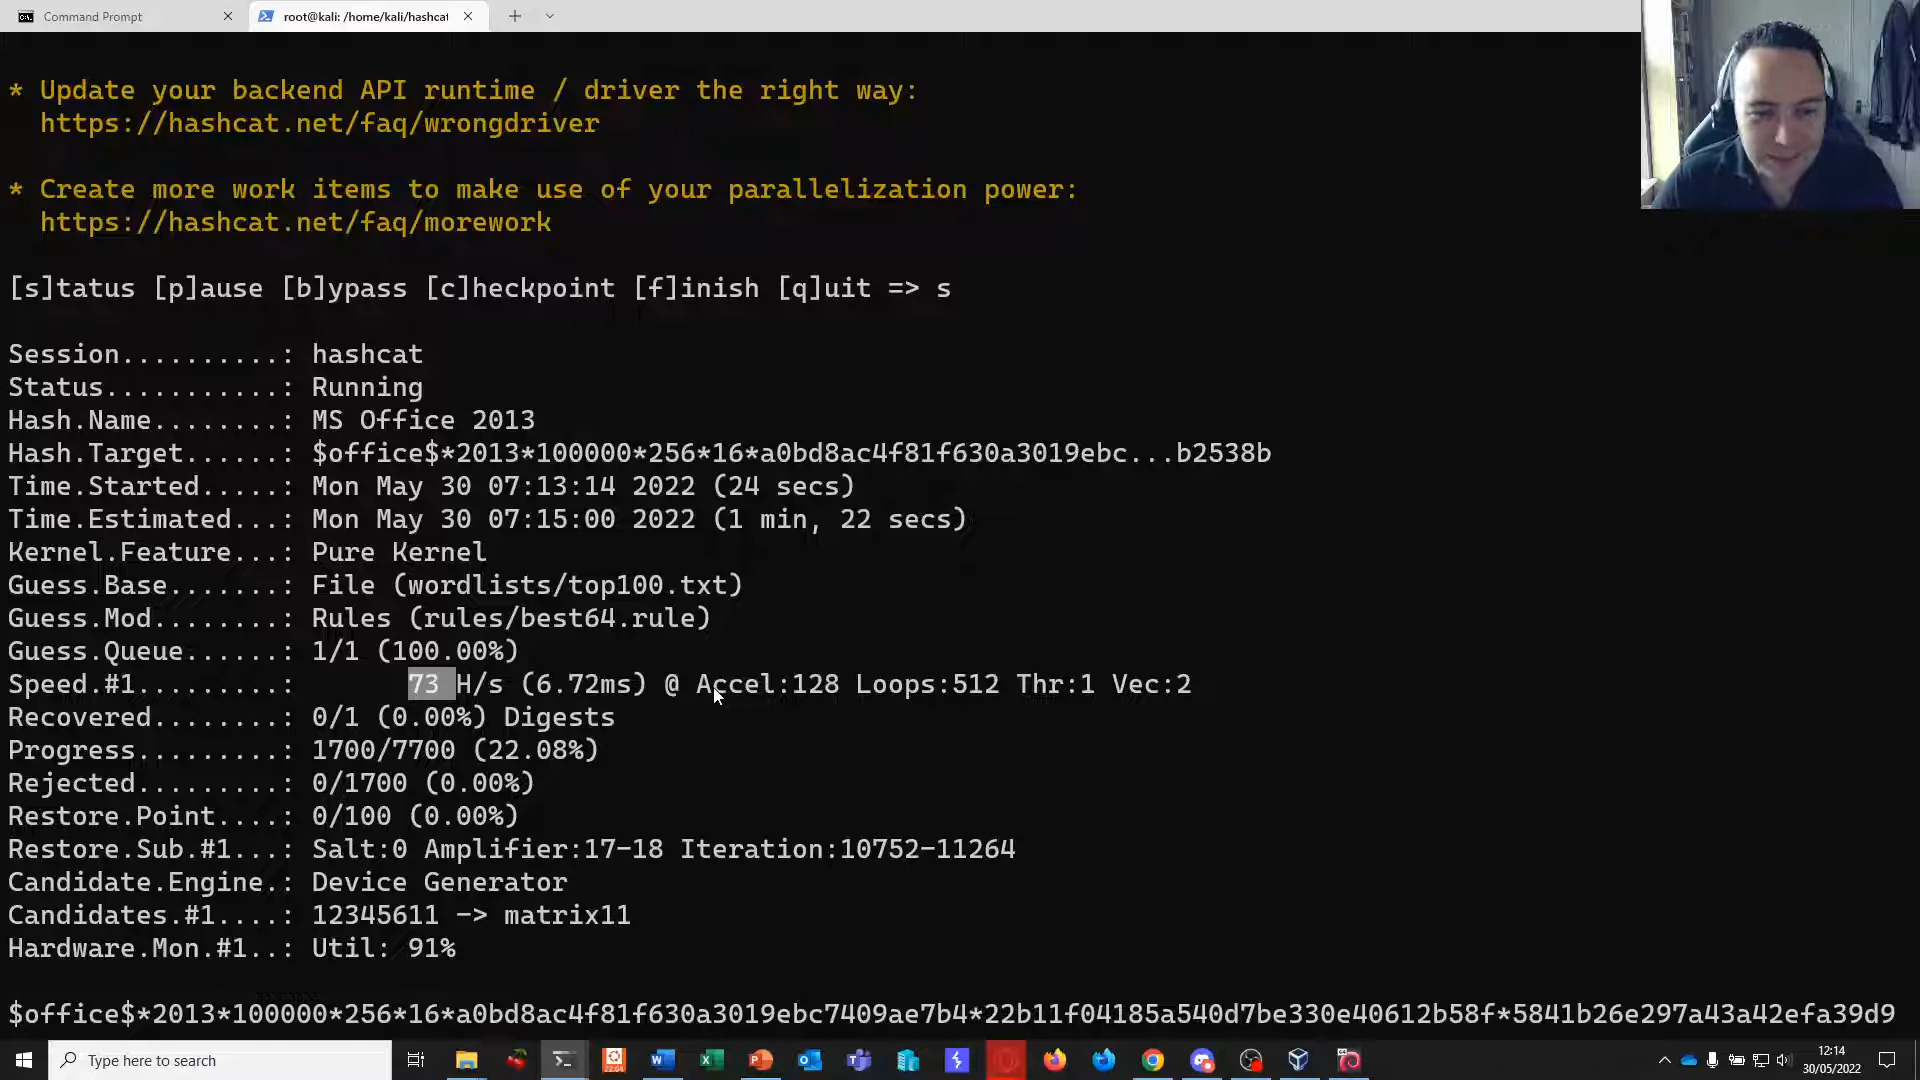 Command Prompt
root@kali: /home/kali/hashcat
* Update your backend API runtime / driver the right way:
https://hashcat.net/faq/wrongdriver
* Create more work items to make use of your parallelization power:
https://hashcat.net/faq/morework
[s]tatus [p]ause [b]ypass [c]heckpoint [f]inish [q]uit => s
Session..........: hashcat
Status...........: Running
Hash.Name........: MS Office 2013
Hash.Target......: $office$*2013*100000*256*16*a0bd8ac4f81f630a3019ebc...b2538b
Time.Started.....: Mon May 30 07:13:14 2022 (24 secs)
Time.Estimated...: Mon May 30 07:15:00 2022 (1 min, 22 secs)
Kernel.Feature...: Pure Kernel
Guess.Base.......: File (wordlists/top100.txt)
Guess.Mod........: Rules (rules/best64.rule)
Guess.Queue......: 1/1 (100.00%)
Speed.#1.........: 73 H/s (6.72ms) @ Accel:128 Loops:512 Thr:1 Vec:2
Recovered........: 0/1 (0.00%) Digests
Progress.........: 1700/7700 (22.08%)
Rejected.........: 0/1700 (0.00%)
Restore.Point....: 0/100 (0.00%)
Restore.Sub.#1...: Salt:0 Amplifier:17-18 Iteration:10752-11264
Candidate.Engine.: Device Generator
Candidates.#1....: 12345611 -> matrix11
Hardware.Mon.#1..: Util: 91%
$office$*2013*100000*256*16*a0bd8ac4f81f630a3019ebc7409ae7b4*22b11f04185a540d7be330e40612b58f*5841b26e297a43a42efa39d9
Type here to search
22.04
12:14
30/05/2022